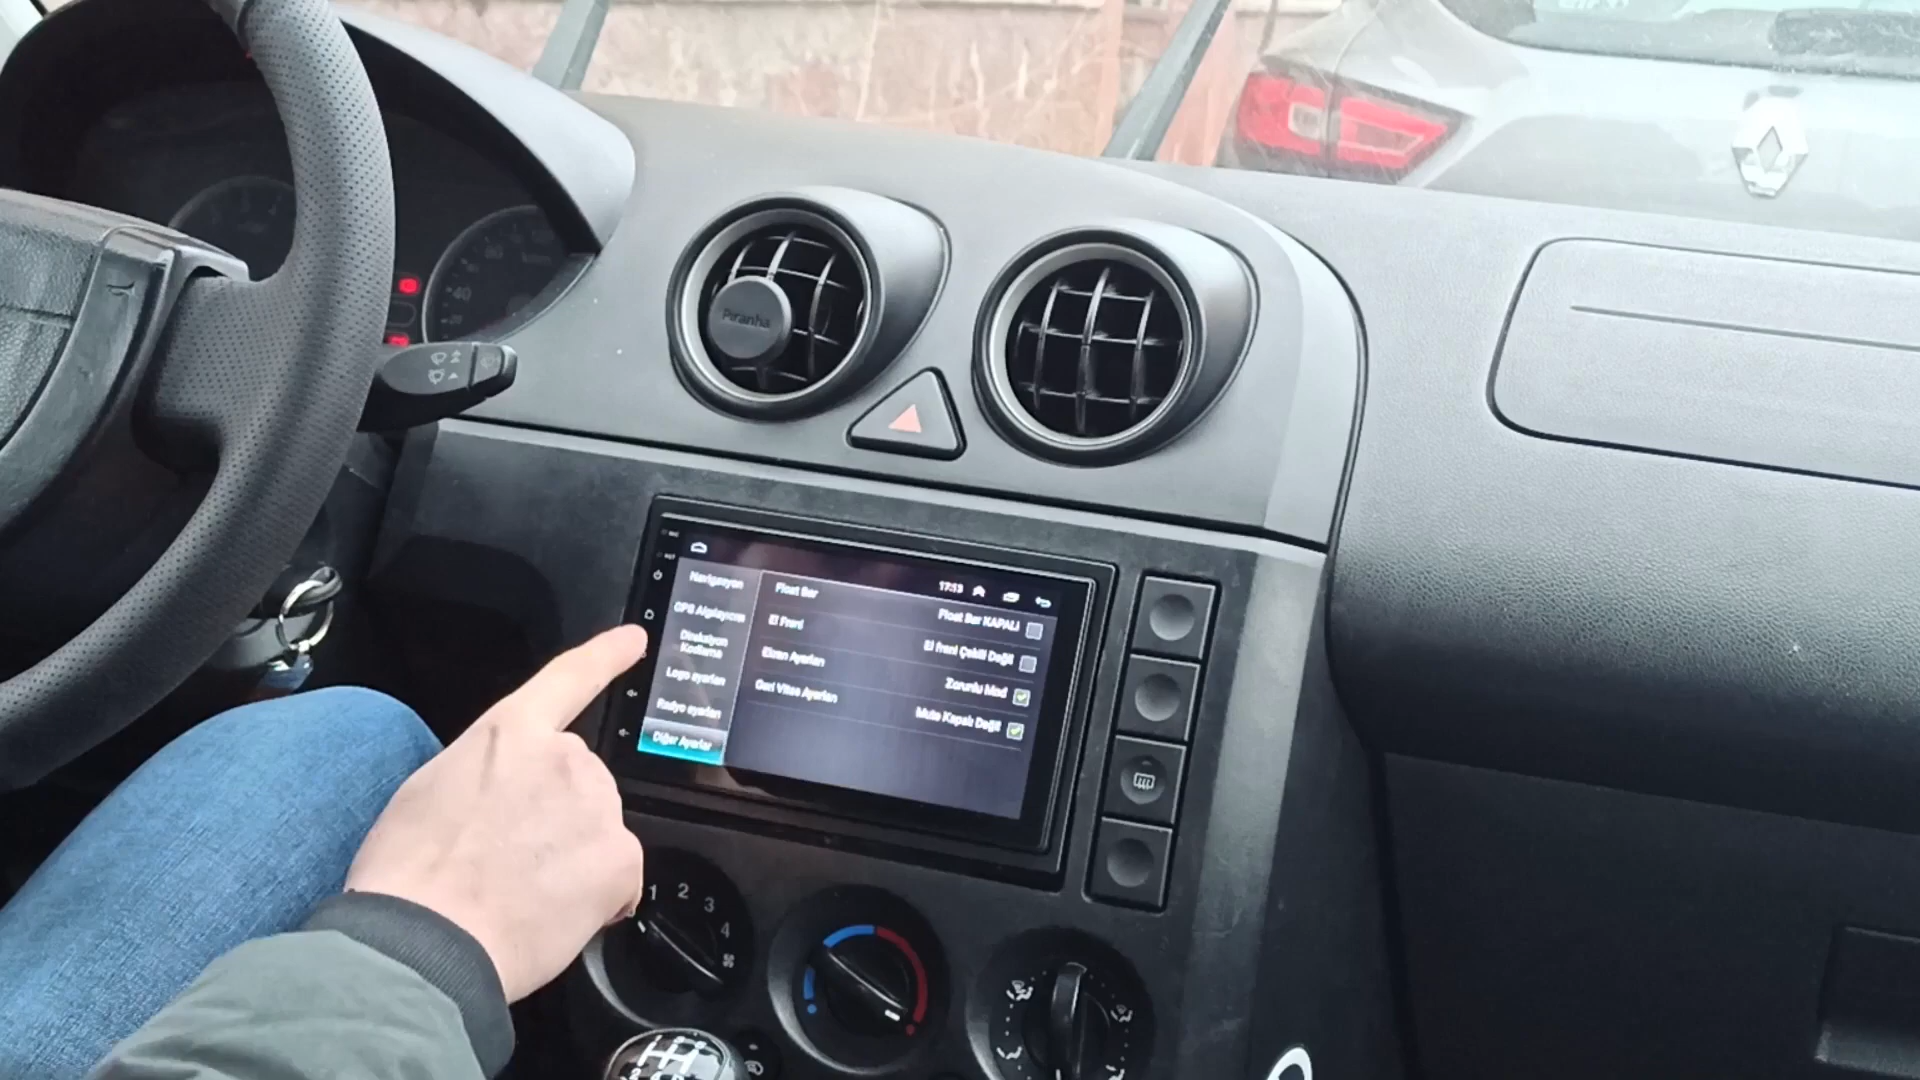 Piranha
17:53
Navigasyon
GPS Algılayıcısı
Direksiyon
Kodlama
Logo ayarları
Radyo ayarları
Diğer Ayarlar
Float Bar
Float Bar KAPALI
El Freni
El freni Çekili Değil
Ekran Ayarları
Zorunlu Mod
Geri Vites Ayarları
Mute Kapalı Değil
1 2 3 4